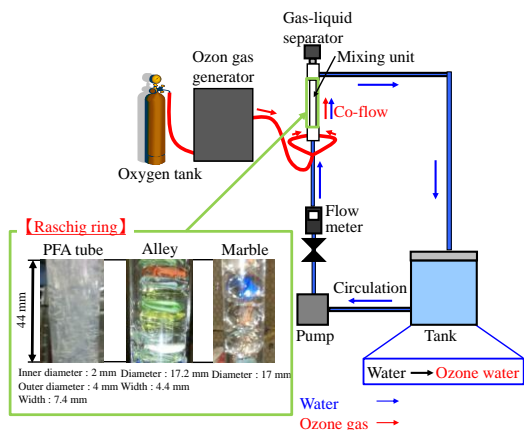 Gas-liquid
separator
Mixing unit
Ozon gas
generator
Co-flow
Oxygen tank
Flow
meter
【Raschig ring】
PFA tube
Alley
Marble
44 mm
Inner diameter : 2 mm
Outer diameter : 4 mm
Width : 7.4 mm
Diameter : 17.2 mm
Width : 4.4 mm
Diameter : 17 mm
Circulation
Pump
Tank
Water → Ozone water
Water →
Ozone gas →